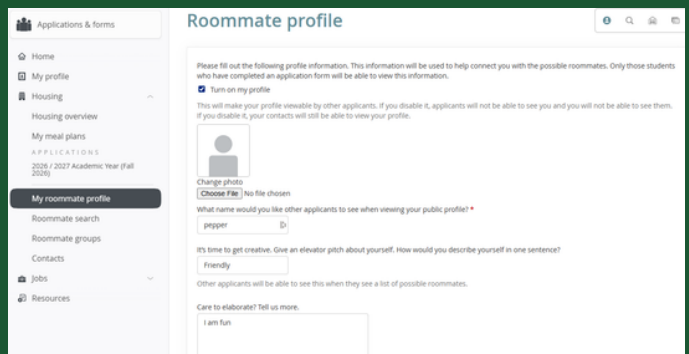 Applications & forms
Home
My profile
Housing
Housing overview
My meal plans
APPLICATIONS
2026 / 2027 Academic Year (Fall
2026)
My roommate profile
Roommate search
Roommate groups
Contacts
Jobs
Resources
Roommate profile
Please fill out the following profile information. This information will be used to help connect you with the possible roommates. Only those students
who have completed an application form will be able to view this information.
Turn on my profile
This will make your profile viewable by other applicants. If you disable it, applicants will not be able to see you and you will not be able to see them.
If you disable it, your contacts will still be able to view your profile.
Change photo
Choose File No file chosen
What name would you like other applicants to see when viewing your public profile? *
pepper
It's time to get creative. Give an elevator pitch about yourself. How would you describe yourself in one sentence?
Friendly
Other applicants will be able to see this when they see a list of possible roommates.
Care to elaborate? Tell us more.
I am fun